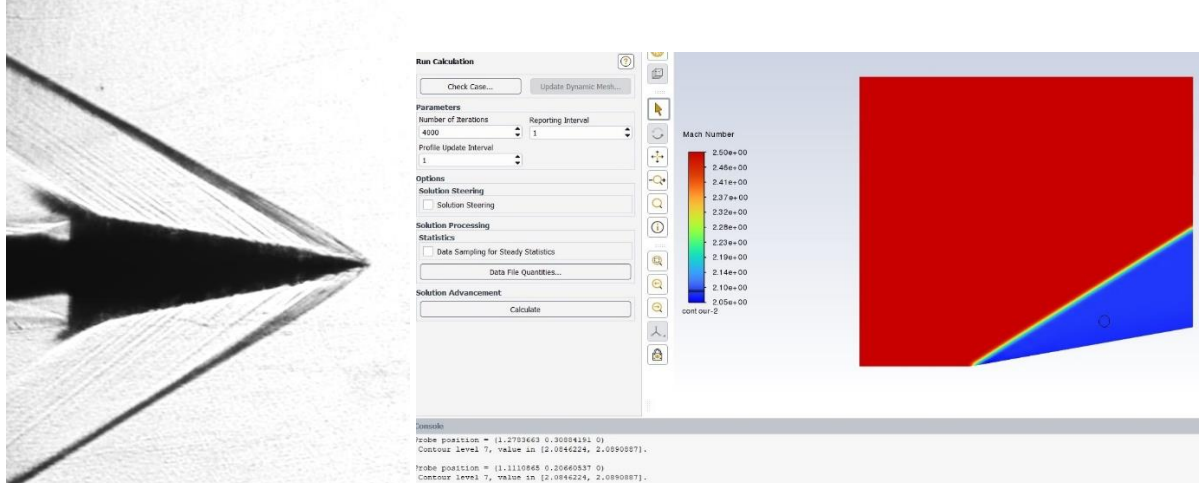 Run Calculation
Check Case...
Update Dynamic Mesh...
Parameters
Number of Iterations
Reporting Interval
4000
1
Profile Update Interval
1
Options
Solution Steering
Solution Steering
Solution Processing
Statistics
Data Sampling for Steady Statistics
Data File Quantities...
Solution Advancement
Calculate
Mach Number
2.50e+00
2.46e+00
2.41e+00
2.37e+00
2.32e+00
2.28e+00
2.23e+00
2.19e+00
2.14e+00
2.10e+00
2.05e+00
contour-2
Console
Probe position = (1.2783663 0.30884191 0)
Contour level 7, value in [2.0846224, 2.0890887].
Probe position = (1.1110865 0.20660537 0)
Contour level 7, value in [2.0846224, 2.0890887].